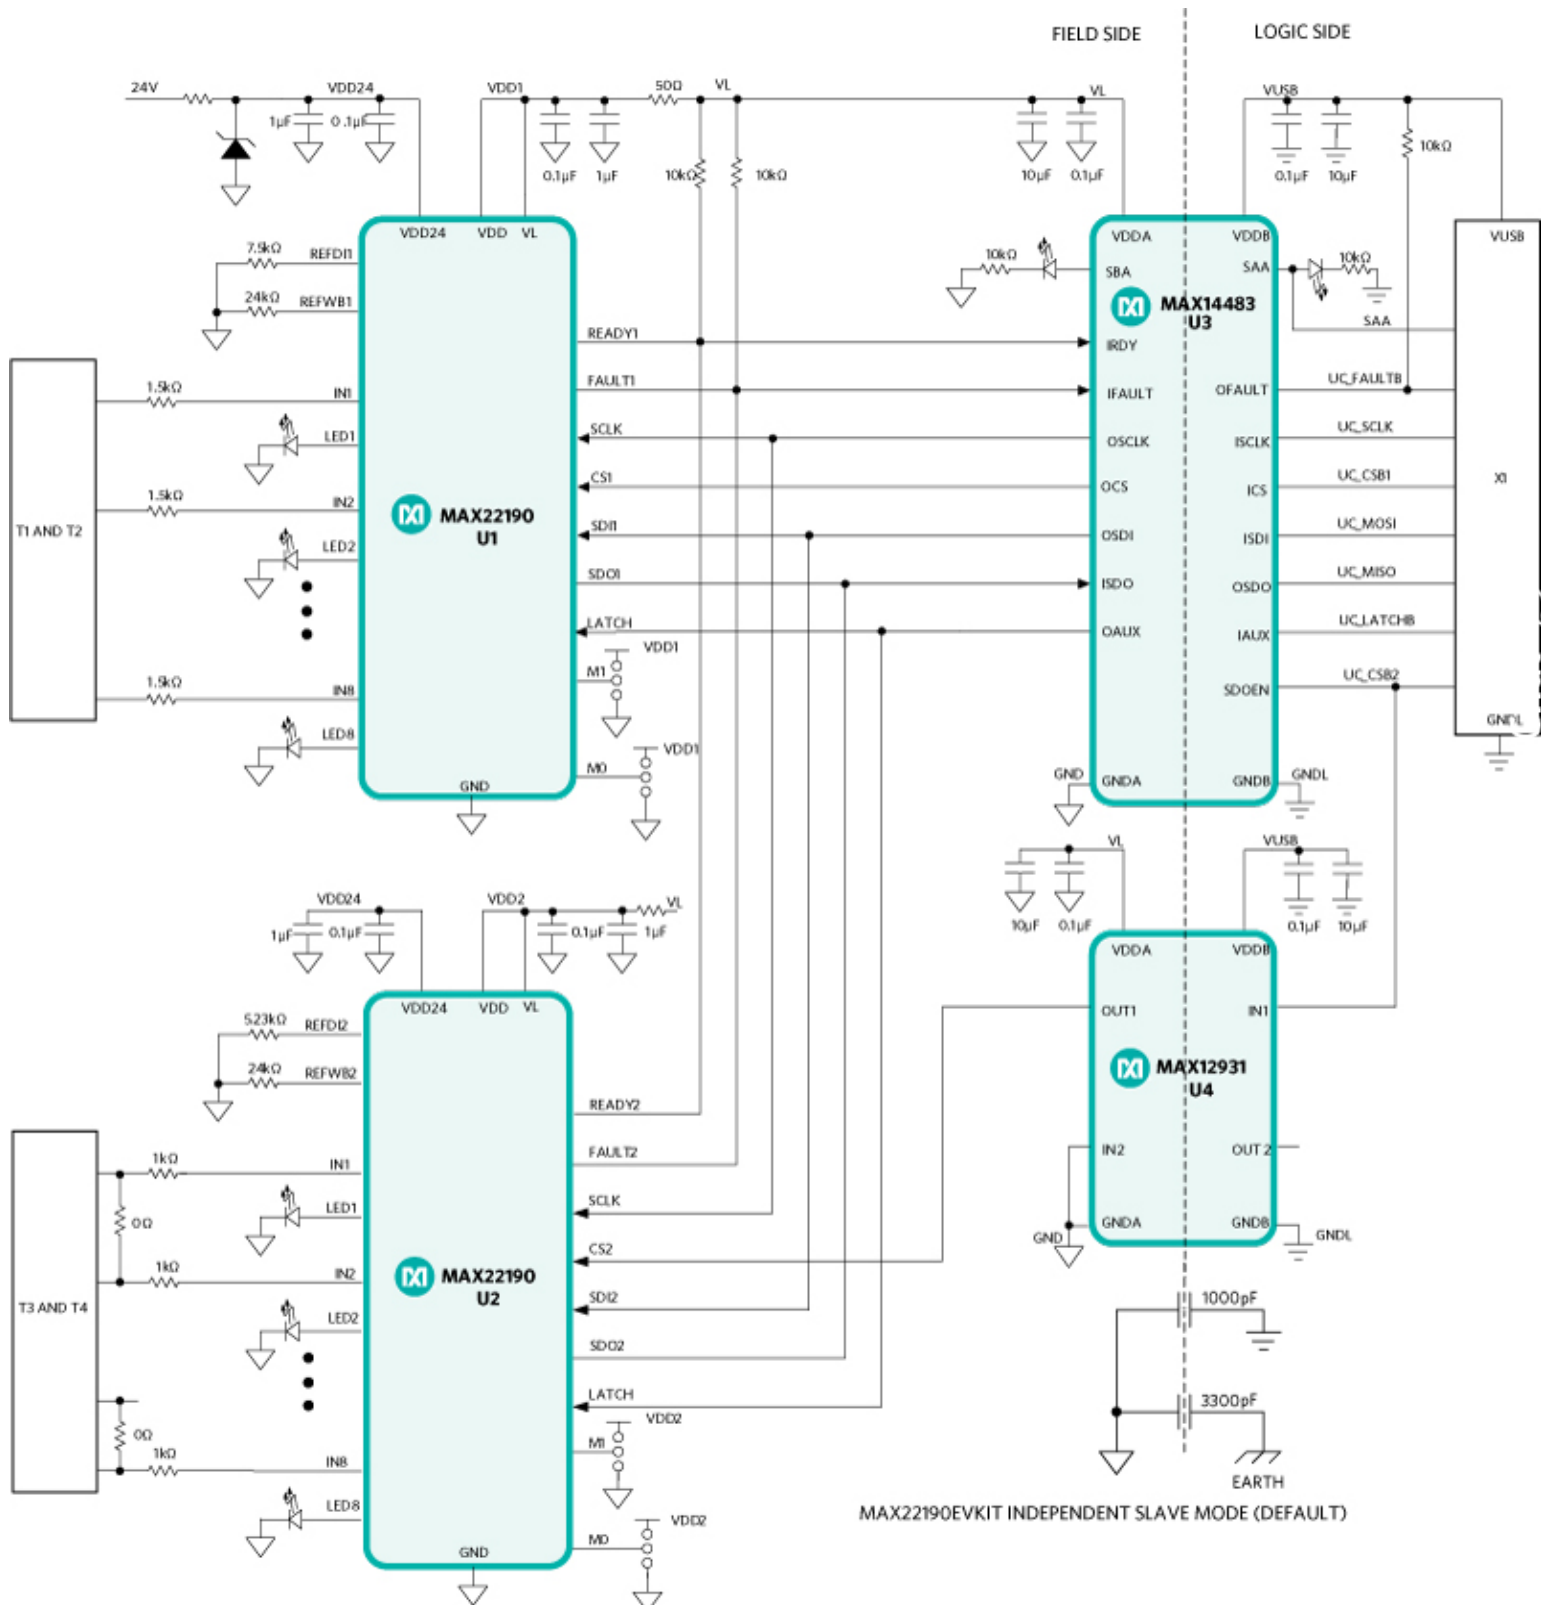 FIELD SIDE
LOGIC SIDE
24V
VDD24
1µF
0.1µF
VDD1
50Ω
VL
0.1µF
1µF
10kΩ
10kΩ
VL
10µF
0.1µF
VUSB
0.1µF
10µF
10kΩ
VDD24
VDD
VL
7.5kΩ
REFDI1
24kΩ
REFWB1
READY1
FAULT1
SCLK
CS1
SDI1
SDO1
LATCH
VDD1
M1
VDD1
M0
GND
MAX22190
U1
T1 AND T2
1.5kΩ
IN1
LED1
1.5kΩ
IN2
LED2
1.5kΩ
IN8
LED8
10kΩ
VDDA
VDDB
SBA
SAA
10kΩ
MAX14483
U3
SAA
IRDY
IFAULT
OFAULT
UC_FAULTB
OSCLK
ISCLK
UC_SCLK
OCS
ICS
UC_CSB1
OSDI
ISDI
UC_MOSI
ISDO
OSDO
UC_MISO
OAUX
IAUX
UC_LATCHB
SDOEN
UC_CSB2
GND
GNDA
GNDB
GNDL
VUSB
X1
GNDL
VDD24
1µF
0.1µF
VDD2
0.1µF
1µF
VL
VDD24
VDD
VL
5.23kΩ
REFDI2
24kΩ
REFWB2
READY2
FAULT2
SCLK
CS2
SDI2
SDO2
LATCH
VDD2
M1
VDD2
M0
GND
MAX22190
U2
T3 AND T4
1kΩ
IN1
0Ω
LED1
1kΩ
IN2
LED2
0Ω
1kΩ
IN8
LED8
VL
10µF
0.1µF
VUSB
0.1µF
10µF
VDDA
VDDB
OUT1
IN1
MAX12931
U4
IN2
OUT2
GND
GNDA
GNDB
GNDL
1000pF
3300pF
EARTH
MAX22190EVKIT INDEPENDENT SLAVE MODE (DEFAULT)